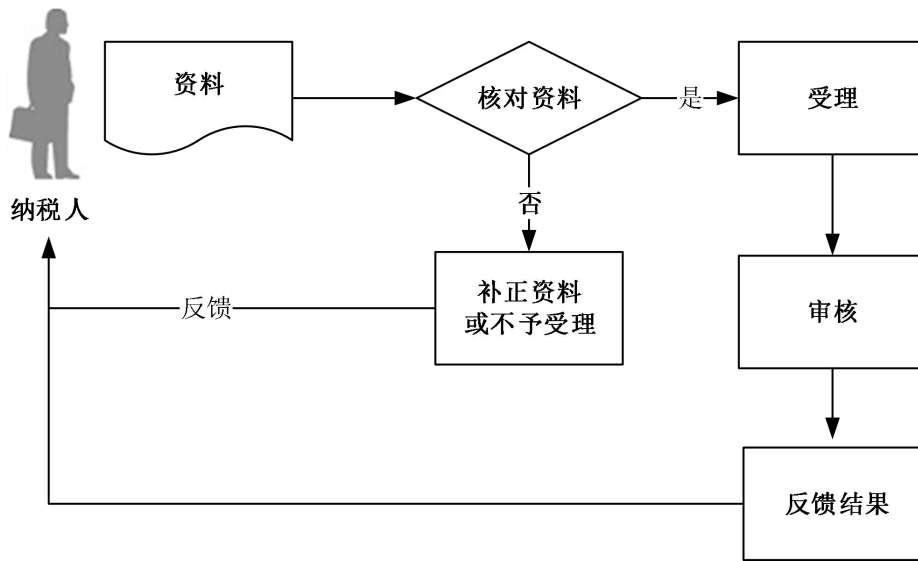 资料
核对资料
是
受理
纳税人
否
补正资料
或不予受理
反馈
审核
反馈结果